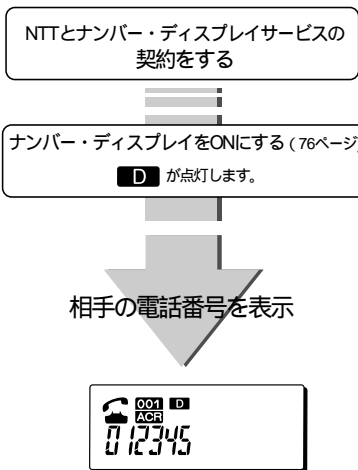 NTTとナンバー・ディスプレイサービスの
契約をする
ナンバー・ディスプレイをONにする(76ページ)
D が点灯します。
相手の電話番号を表示
001 D
ACR
012345